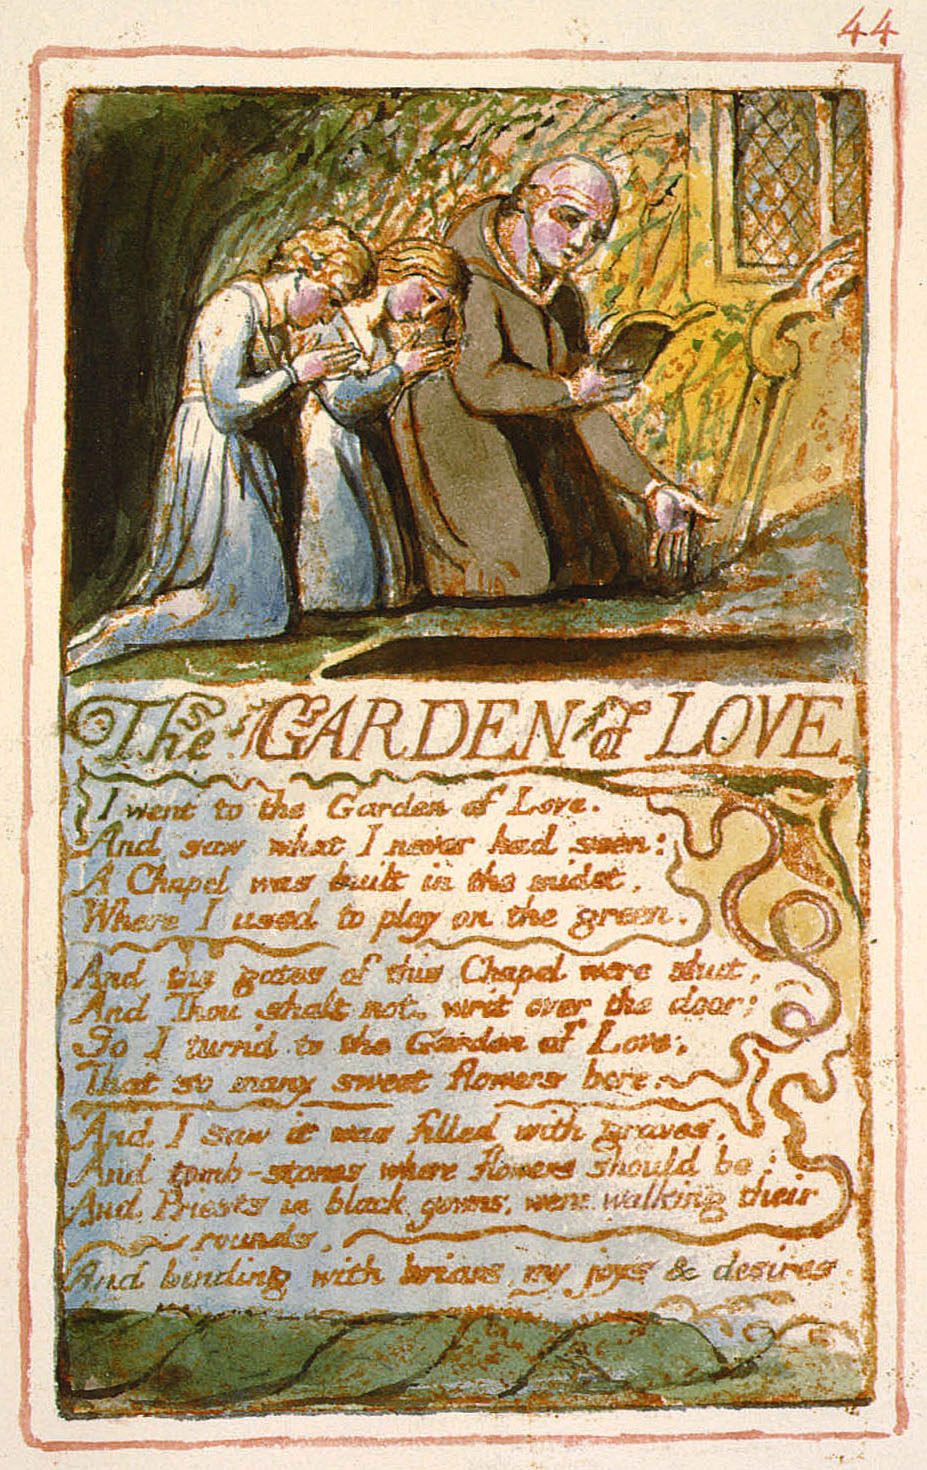 44
The GARDEN of LOVE
I went to the Garden of Love.
And saw what I never had seen:
A Chapel was built in the midst,
Where I used to play on the green.
And the gates of this Chapel were shut,
And Thou shalt not. writ over the door;
So I turnd to the Garden of Love,
That so many sweet flowers bore.
And I saw it was filled with graves,
And tomb-stones where flowers should be:
And Priests in black gowns, were walking their
rounds,
And binding with briars, my joys & desires.